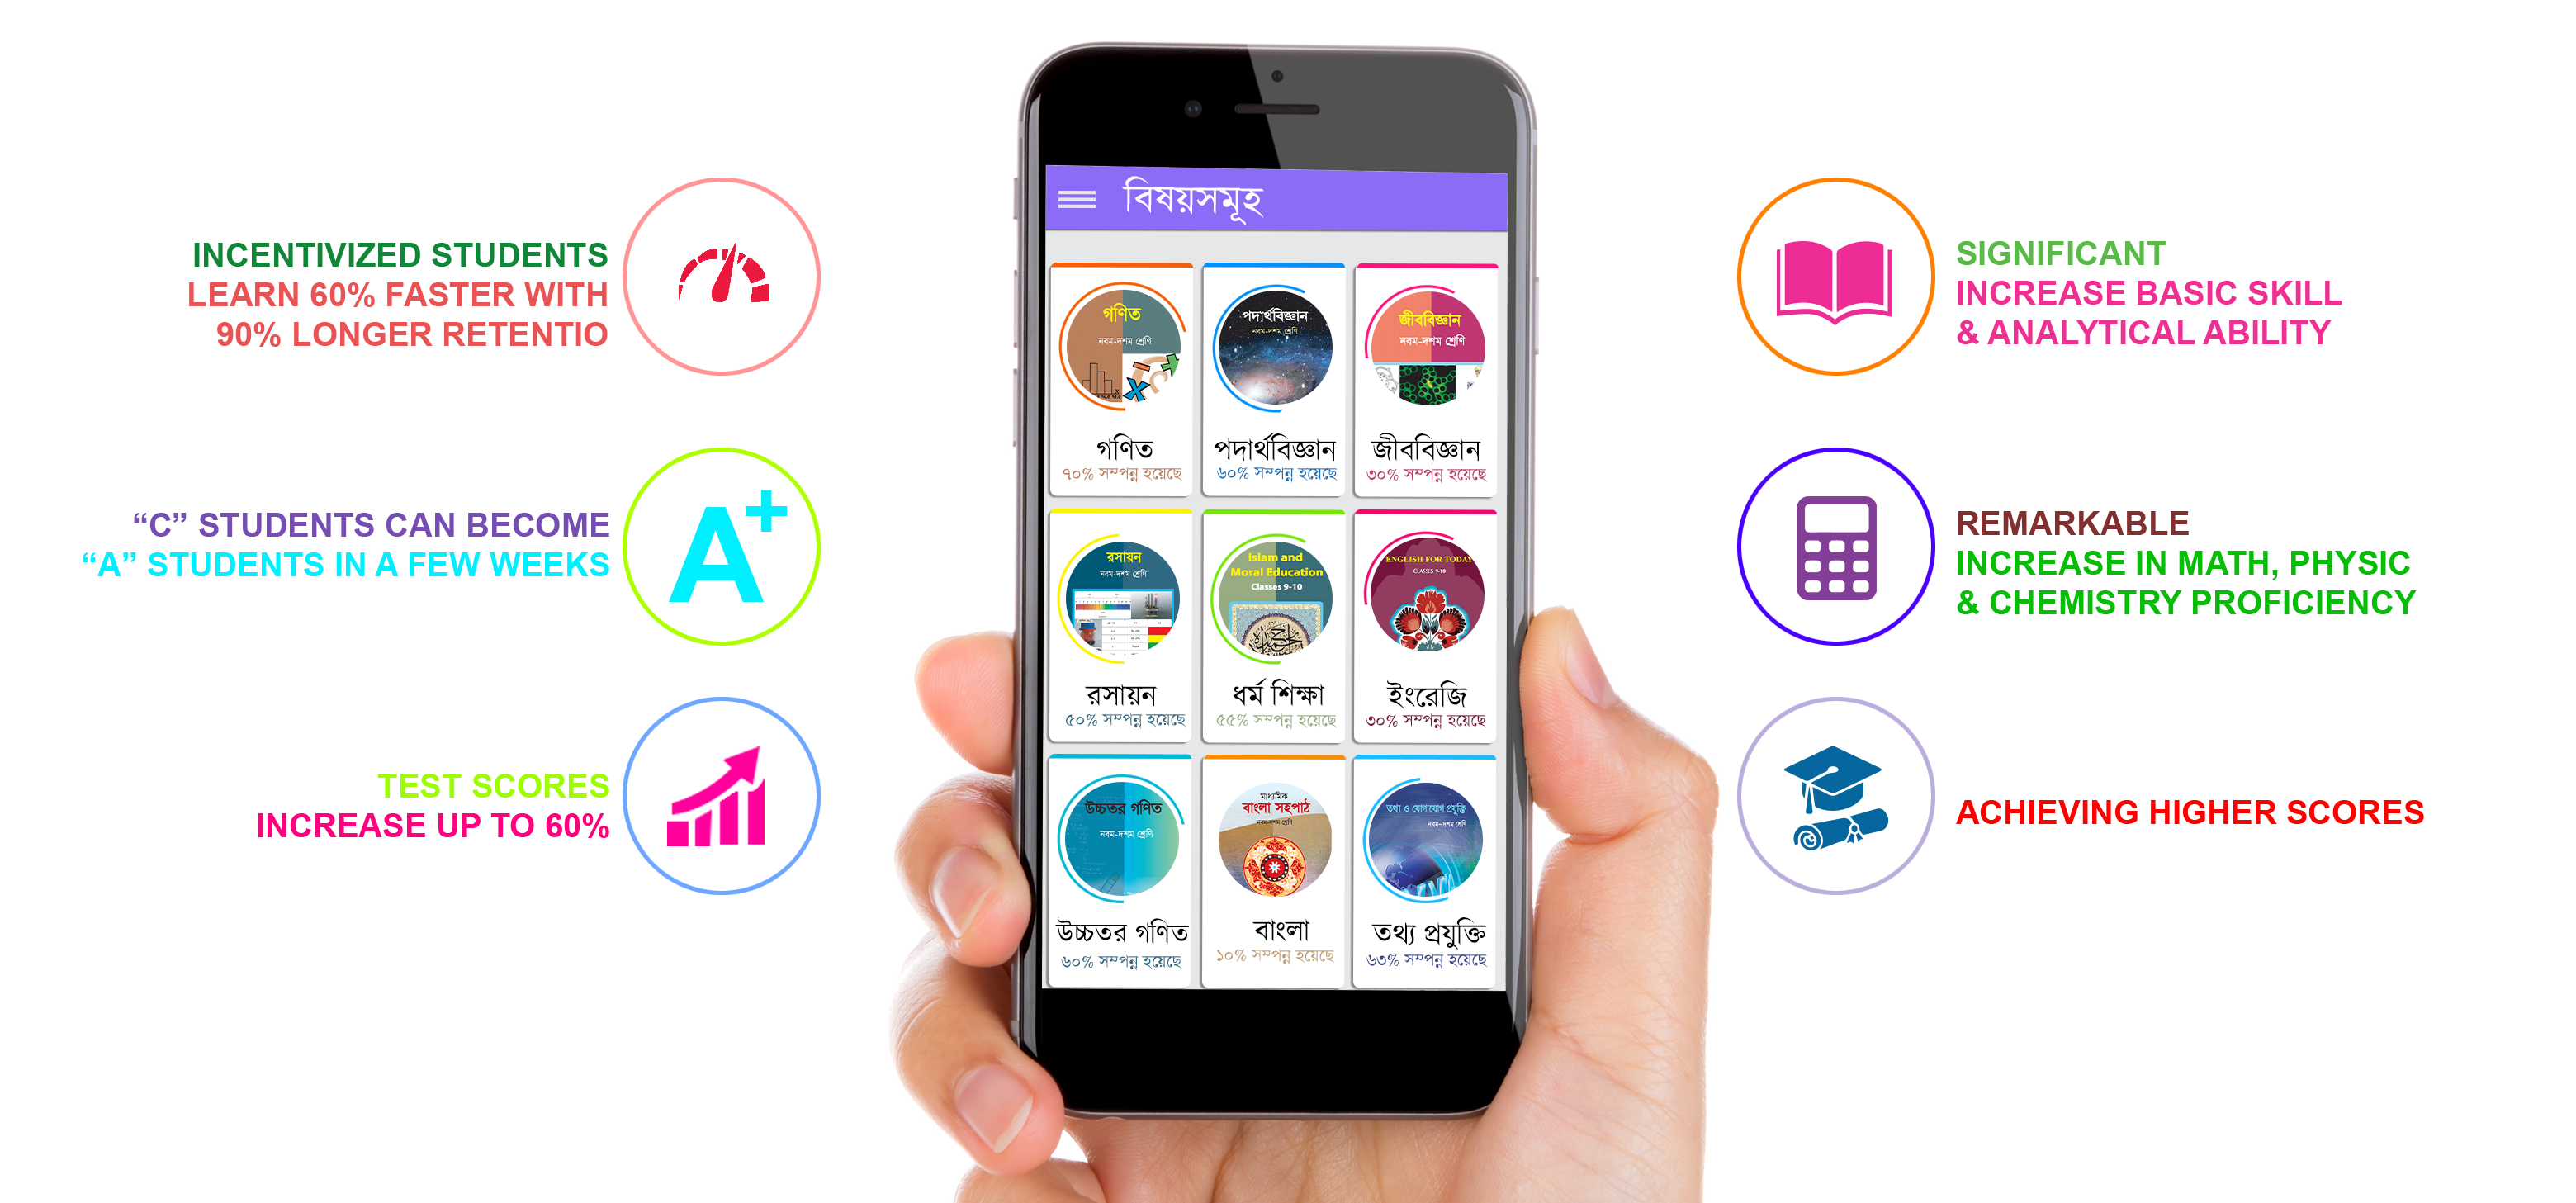 INCENTIVIZED STUDENTS
LEARN 60% FASTER WITH
90% LONGER RETENTIO
“C” STUDENTS CAN BECOME
“A” STUDENTS IN A FEW WEEKS
A+
TEST SCORES
INCREASE UP TO 60%
বিষয়সমূহ
গণিত
নবম-দশম শ্রেণি
গণিত
৭০% সম্পন্ন হয়েছে
পদার্থবিজ্ঞান
নবম-দশম শ্রেণি
পদার্থবিজ্ঞান
৬০% সম্পন্ন হয়েছে
জীববিজ্ঞান
নবম-দশম শ্রেণি
জীববিজ্ঞান
৩০% সম্পন্ন হয়েছে
রসায়ন
নবম-দশম শ্রেণি
রসায়ন
৫০% সম্পন্ন হয়েছে
Islam and
Moral Education
Classes 9-10
ধর্ম শিক্ষা
৫৫% সম্পন্ন হয়েছে
ENGLISH FOR TODAY
CLASSES 9-10
ইংরেজি
৩০% সম্পন্ন হয়েছে
উচ্চতর গণিত
নবম-দশম শ্রেণি
উচ্চতর গণিত
৬০% সম্পন্ন হয়েছে
মাধ্যমিক
বাংলা সহপাঠ
নবম-দশম শ্রেণি
বাংলা
১০% সম্পন্ন হয়েছে
তথ্য ও যোগাযোগ প্রযুক্তি
নবম-দশম শ্রেণি
তথ্য প্রযুক্তি
৬৩% সম্পন্ন হয়েছে
SIGNIFICANT
INCREASE BASIC SKILL
& ANALYTICAL ABILITY
REMARKABLE
INCREASE IN MATH, PHYSIC
& CHEMISTRY PROFICIENCY
ACHIEVING HIGHER SCORES